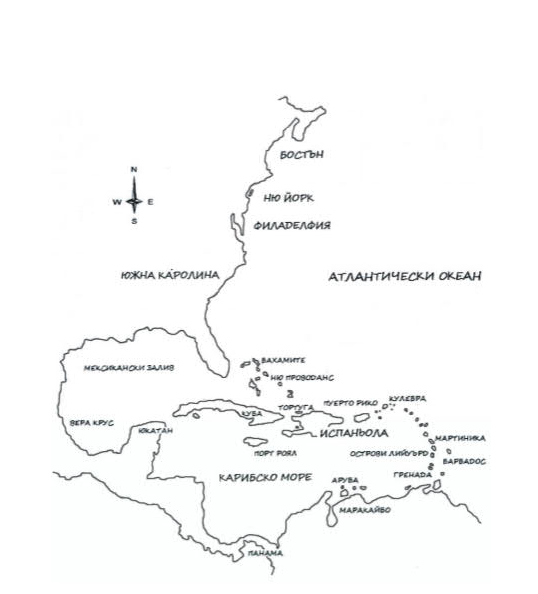 БОСТЪН
N
W E
S
НЮ ЙОРК
ФИЛАДЕЛФИЯ
ЮЖНА КАРОЛИНА
АТЛАНТИЧЕСКИ ОКЕАН
БАХАМИТЕ
МЕКСИКАНСКИ ЗАЛИВ
НЮ ПРОВОДАНС
КУЛЕБРА
ПУЕРТО РИКО
ТОРТУГА
КУБА
ВЕРА КРУС
ЮКАТАН
ИСПАНЬОЛА
МАРТИНИКА
ПОРТ РОЯЛ
ОСТРОВИ ЛИЙУЪРД
БАРБАДОС
КАРИБСКО МОРЕ
ГРЕНАДА
АРУБА
МАРАКАЙБО
ПАНАМА